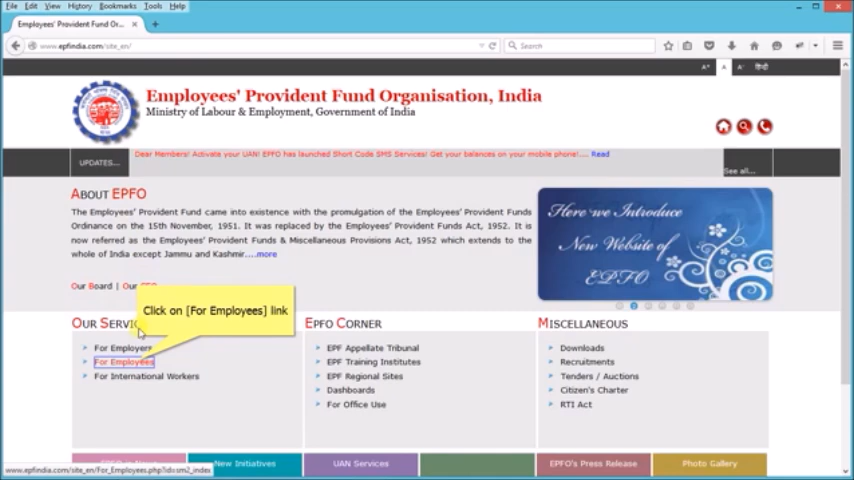 File Edit View History Bookmarks Tools Help
Employees' Provident Fund Or...
www.epfindia.com/site_en/
Search
A+ A A- हिन्दी
Employees' Provident Fund Organisation, India
Ministry of Labour & Employment, Government of India
UPDATES...
Dear Members! Activate your UAN! EPFO has launched Short Code SMS Services! Get your balances on your mobile phone!.... Read
See all...
ABOUT EPFO
The Employees' Provident Fund came into existence with the promulgation of the Employees' Provident Funds
Ordinance on the 15th November, 1951. It was replaced by the Employees' Provident Funds Act, 1952. It is
now referred as the Employees' Provident Funds & Miscellaneous Provisions Act, 1952 which extends to the
whole of India except Jammu and Kashmir....more
Our Board | Our
Here we Introduce
New Website of
EPFO
Click on [For Employees] link
OUR
For Employers
For Employees
For International Workers
EPFO CORNER
EPF Appellate Tribunal
EPF Training Institutes
EPF Regional Sites
Dashboards
For Office Use
MISCELLANEOUS
Downloads
Recruitments
Tenders / Auctions
Citizen's Charter
RTI Act
New Initiatives
UAN Services
EPFO's Press Release
Photo Gallery
www.epfindia.com/site_en/For_Employees.php?id=sm2_index